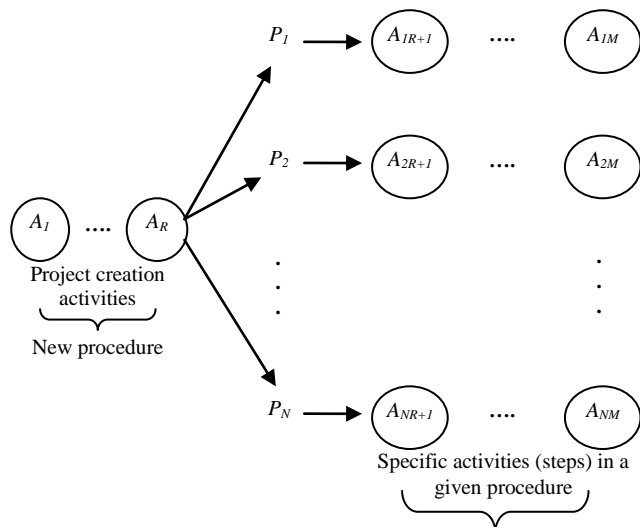 P1 A1R+1 .... A1M
P2 A2R+1 .... A2M
A1 .... AR
Project creation
activities
New procedure
PN ANR+1 .... ANM
Specific activities (steps) in a
given procedure